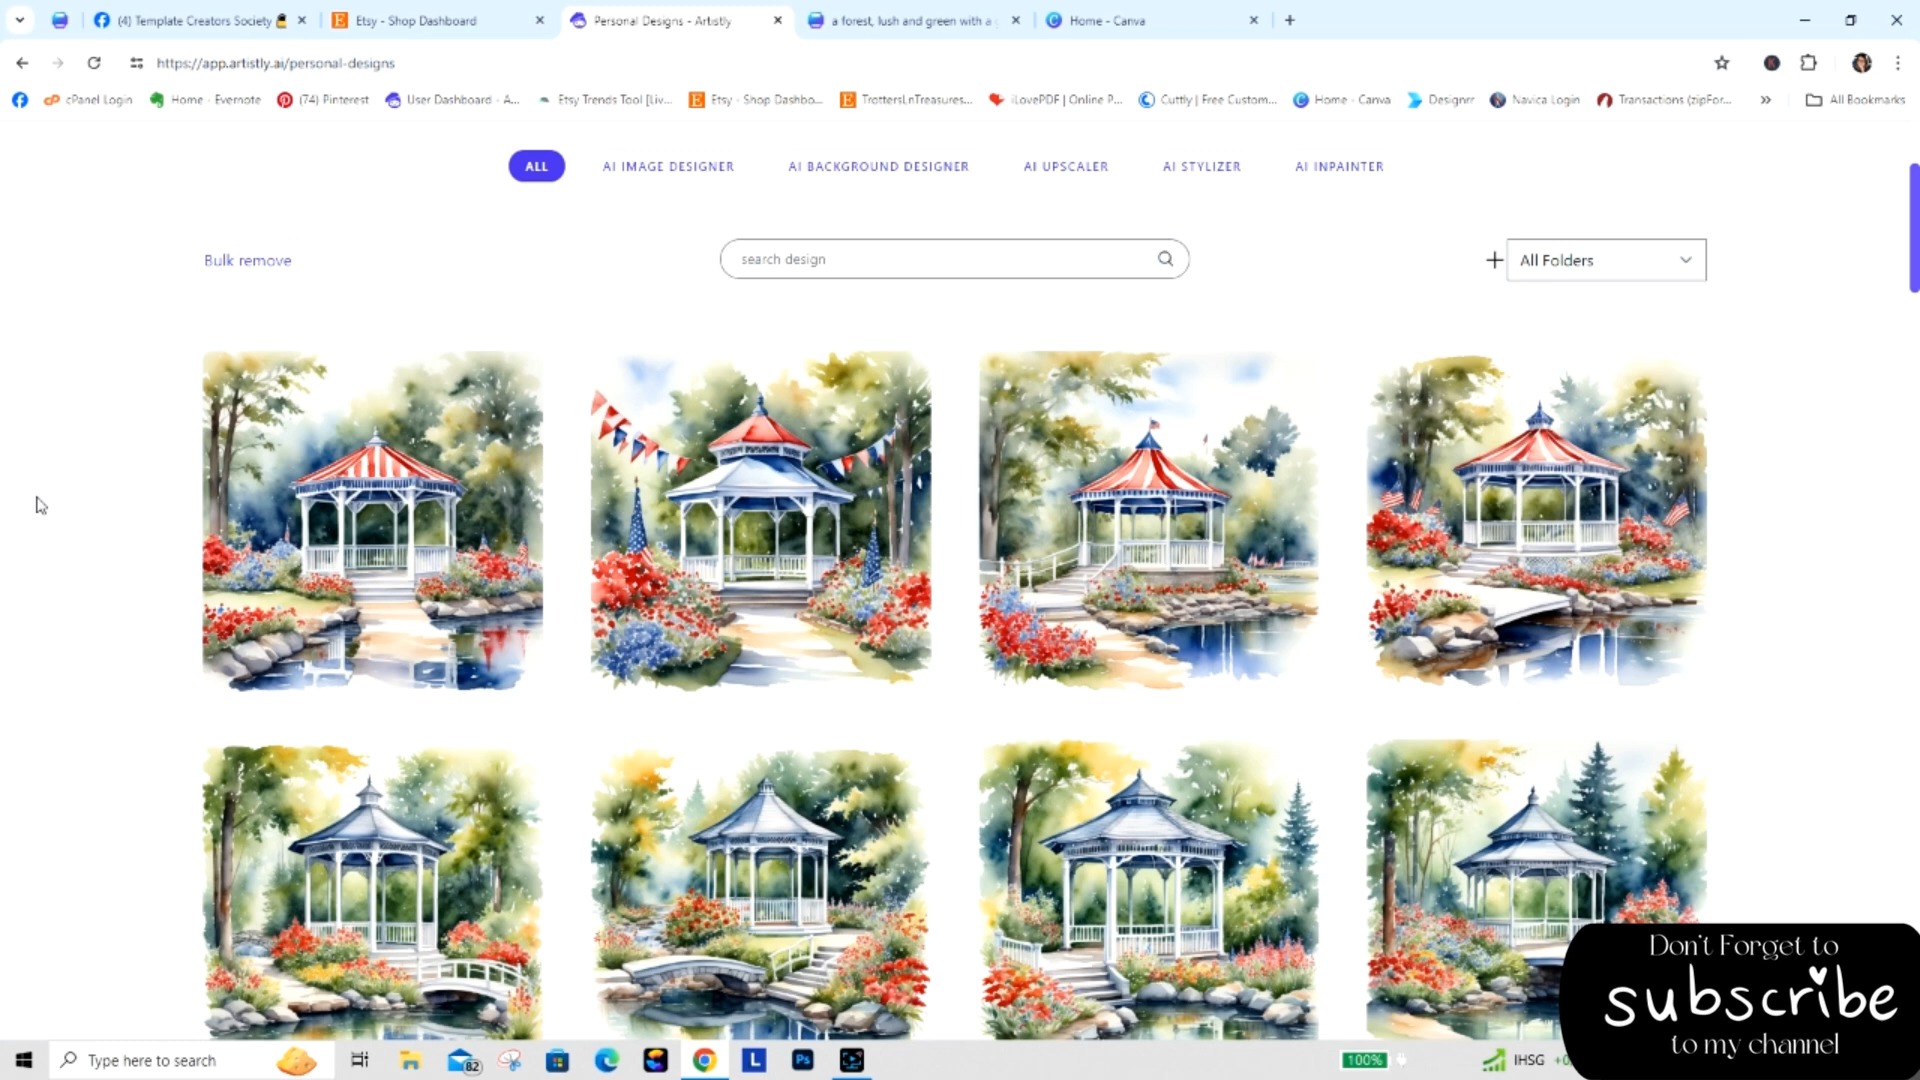 (4) Template Creators Society
Etsy - Shop Dashboard
Personal Designs - Artistly
a forest, lush and green with a
Home - Canva
https://app.artistly.ai/personal-designs
cPanel Login
Home - Evernote
(74) Pinterest
User Dashboard - A...
Etsy Trends Tool [Liv...
Etsy - Shop Dashbo...
TrottersLnTreasures...
iLovePDF | Online P...
Cuttly | Free Custom...
Home - Canva
Designrr
Navica Login
Transactions (zipFor...
All Bookmarks
ALL
AI IMAGE DESIGNER
AI BACKGROUND DESIGNER
AI UPSCALER
AI STYLIZER
AI INPAINTER
Bulk remove
search design
All Folders
Don't Forget to
subscribe
to my channel
Type here to search
82
L
Ps
100%
IHSG